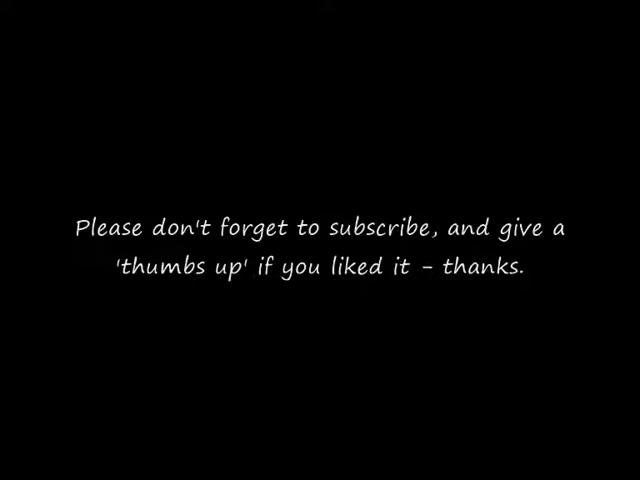 Please don't forget to subscribe, and give a
'thumbs up' if you liked it - thanks.